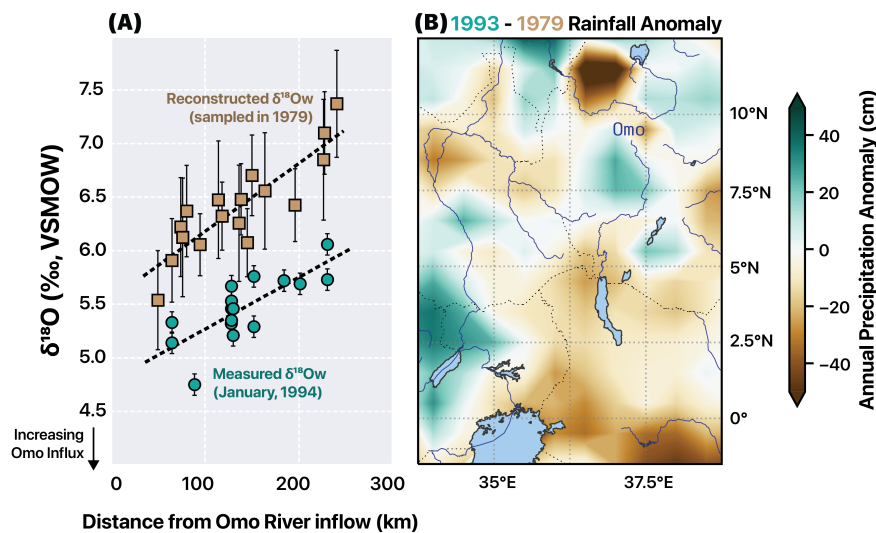 (A)
7.5
7.0
6.5
6.0
5.5
5.0
4.5
δ¹⁸O (‰, VSMOW)
Reconstructed δ¹⁸Ow
(sampled in 1979)
Measured δ¹⁸Ow
(January, 1994)
Increasing
Omo Influx
0 100 200 300
Distance from Omo River inflow (km)
(B) 1993 - 1979 Rainfall Anomaly
Omo
10°N
7.5°N
5°N
2.5°N
0°
35°E 37.5°E
40
20
0
−20
−40
Annual Precipitation Anomaly (cm)